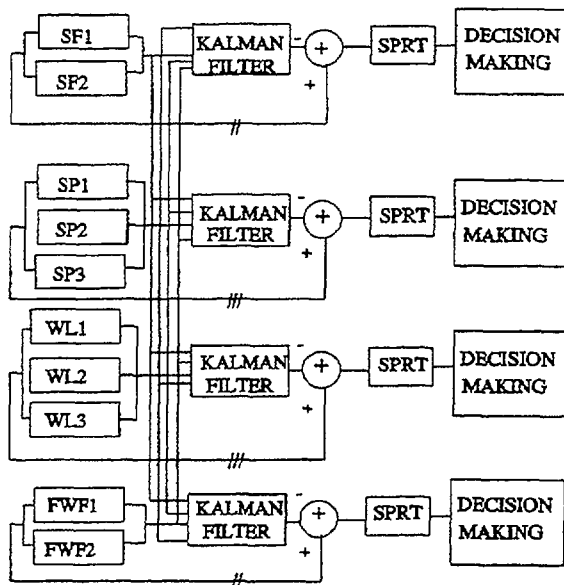 SF1
SF2
KALMAN
FILTER
-
+
+
SPRT
DECISION
MAKING
SP1
SP2
SP3
KALMAN
FILTER
-
+
+
SPRT
DECISION
MAKING
WL1
WL2
WL3
KALMAN
FILTER
-
+
+
SPRT
DECISION
MAKING
FWF1
FWF2
KALMAN
FILTER
-
+
+
SPRT
DECISION
MAKING